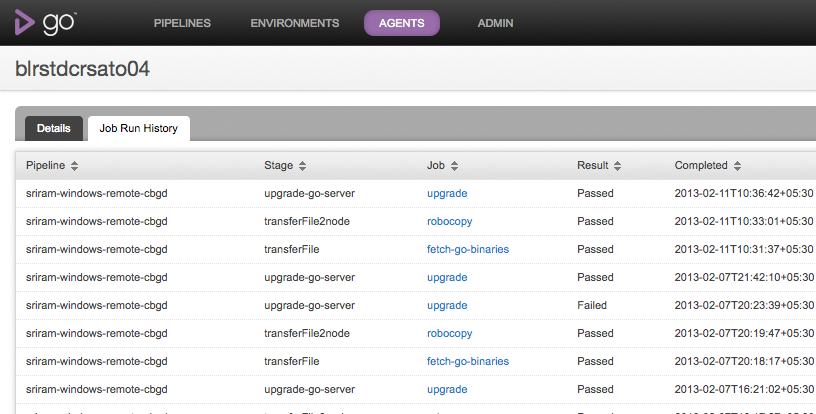 go™
PIPELINES ENVIRONMENTS AGENTS ADMIN
blrstdcrsato04
Details Job Run History
Pipeline Stage Job Result Completed
sriram-windows-remote-cbgd upgrade-go-server upgrade Passed 2013-02-11T10:36:42+05:30
sriram-windows-remote-cbgd transferFile2node robocopy Passed 2013-02-11T10:33:01+05:30
sriram-windows-remote-cbgd transferFile fetch-go-binaries Passed 2013-02-11T10:31:37+05:30
sriram-windows-remote-cbgd upgrade-go-server upgrade Passed 2013-02-07T21:42:10+05:30
sriram-windows-remote-cbgd upgrade-go-server upgrade Failed 2013-02-07T20:23:39+05:30
sriram-windows-remote-cbgd transferFile2node robocopy Passed 2013-02-07T20:19:47+05:30
sriram-windows-remote-cbgd transferFile fetch-go-binaries Passed 2013-02-07T20:18:17+05:30
sriram-windows-remote-cbgd upgrade-go-server upgrade Passed 2013-02-07T16:21:02+05:30